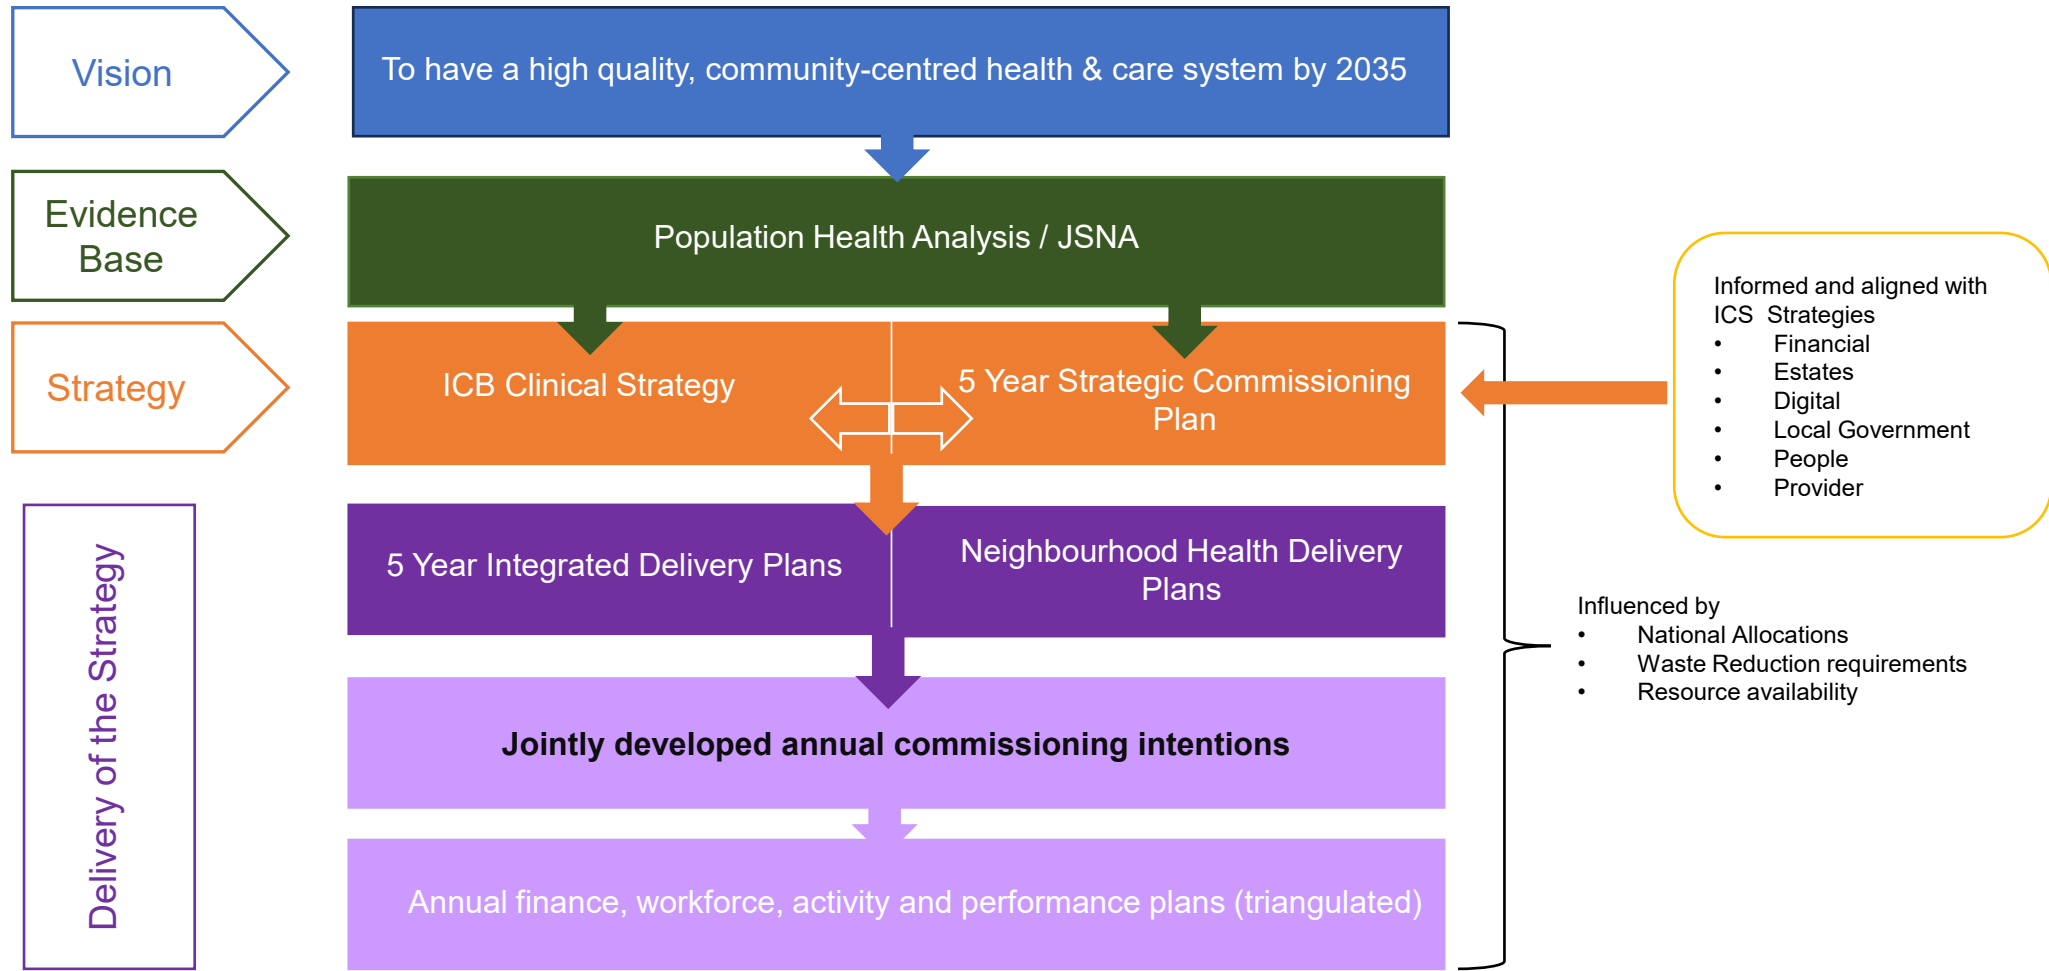 Vision
To have a high quality, community-centred health & care system by 2035
Evidence
Base
Population Health Analysis / JSNA
Strategy
ICB Clinical Strategy
5 Year Strategic Commissioning
Plan
Informed and aligned with
ICS Strategies
• Financial
• Estates
• Digital
• Local Government
• People
• Provider
Delivery of the Strategy
5 Year Integrated Delivery Plans
Neighbourhood Health Delivery
Plans
Influenced by
• National Allocations
• Waste Reduction requirements
• Resource availability
Jointly developed annual commissioning intentions
Annual finance, workforce, activity and performance plans (triangulated)